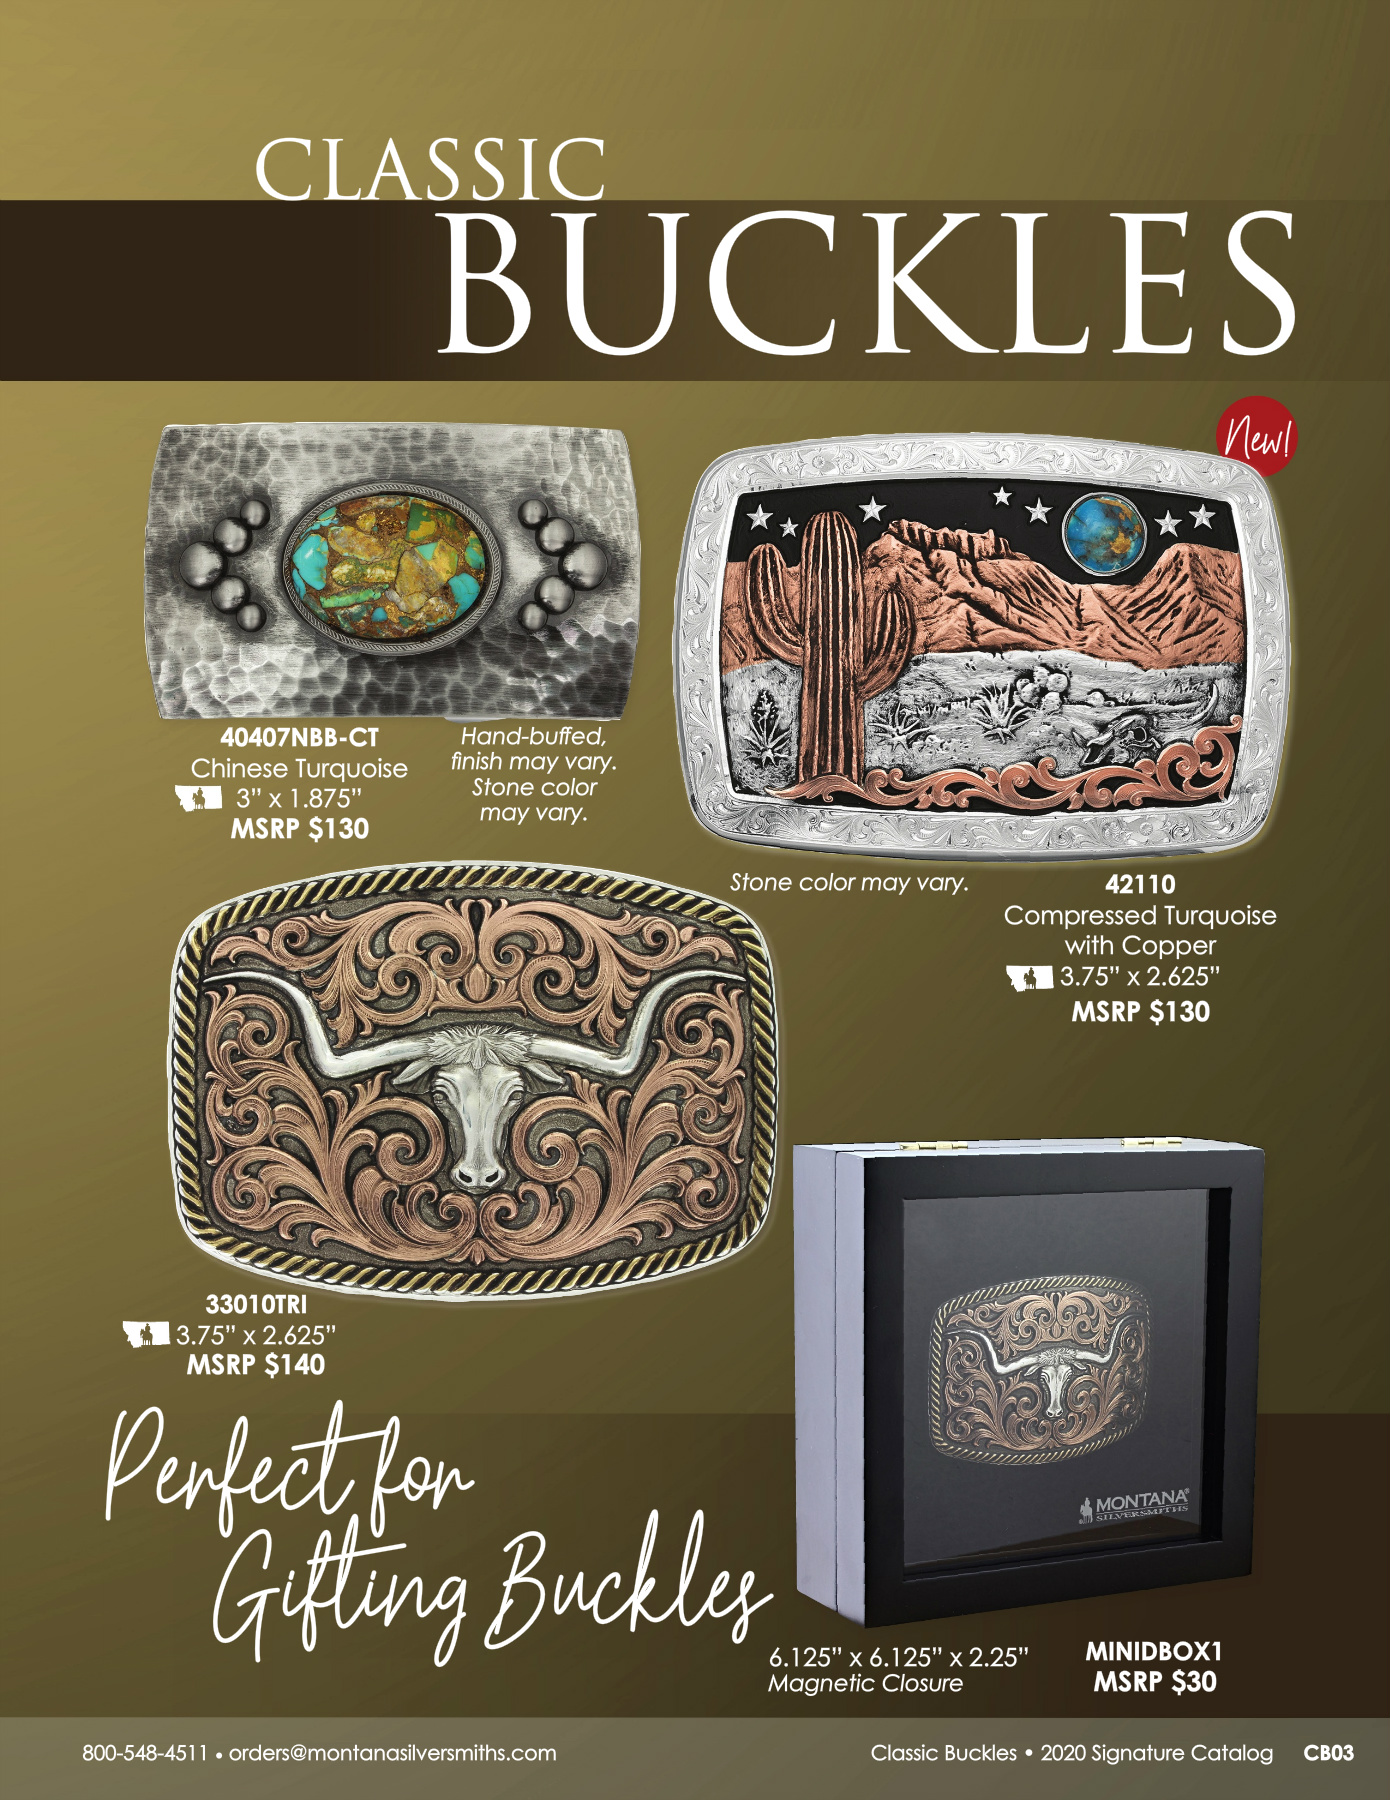 CLASSIC
BUCKLES
New!
40407NBB-CT
Chinese Turquoise
3” x 1.875”
MSRP $130
Hand-buffed,
finish may vary.
Stone color
may vary.
Stone color may vary.
42110
Compressed Turquoise
with Copper
3.75” x 2.625”
MSRP $130
33010TRI
3.75” x 2.625”
MSRP $140
Perfect for
Gifting Buckles
MONTANA®
SILVERSMITHS
6.125” x 6.125” x 2.25”
Magnetic Closure
MINIDBOX1
MSRP $30
800-548-4511 • orders@montanasilversmiths.com
Classic Buckles • 2020 Signature Catalog CB03